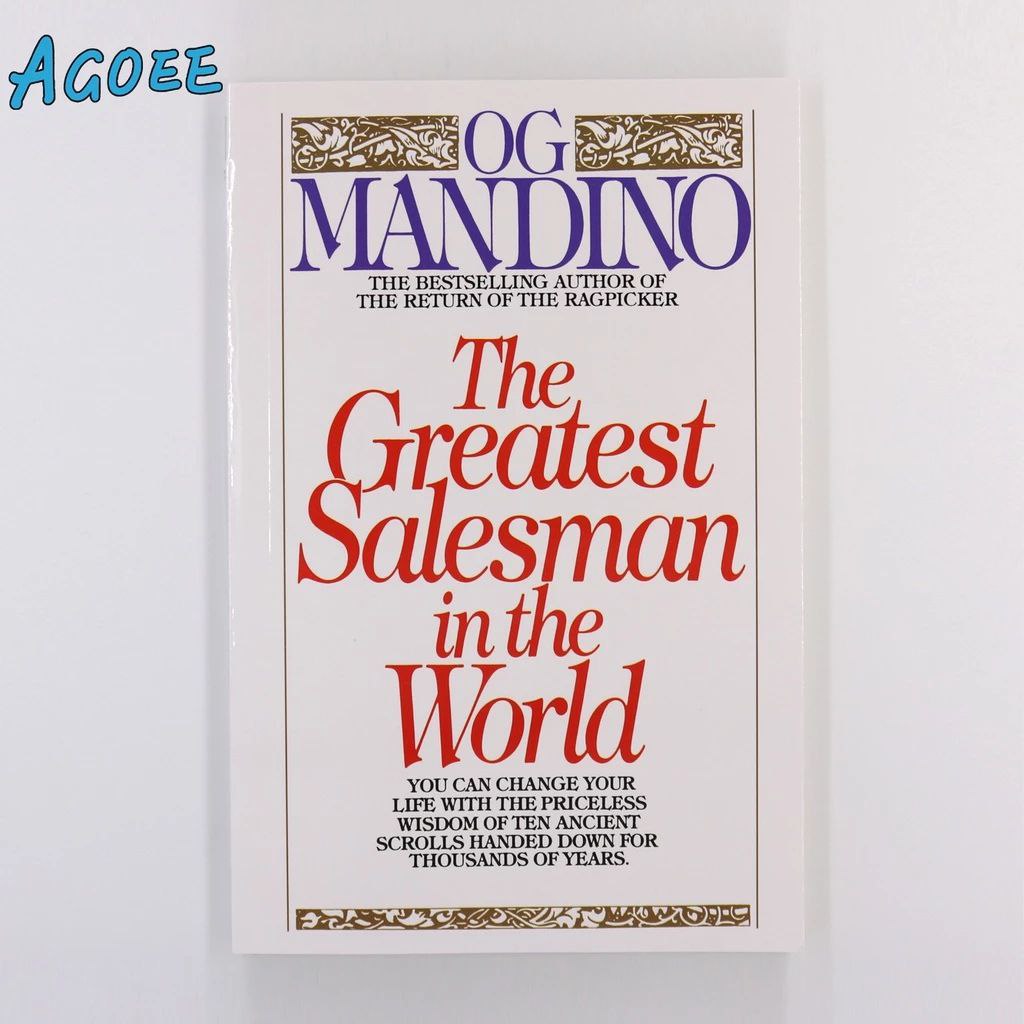 AGOEE
OG
MANDINO
THE BESTSELLING AUTHOR OF
THE RETURN OF THE RAGPICKER
The
Greatest
Salesman
in the
World
YOU CAN CHANGE YOUR
LIFE WITH THE PRICELESS
WISDOM OF TEN ANCIENT
SCROLLS HANDED DOWN FOR
THOUSANDS OF YEARS.